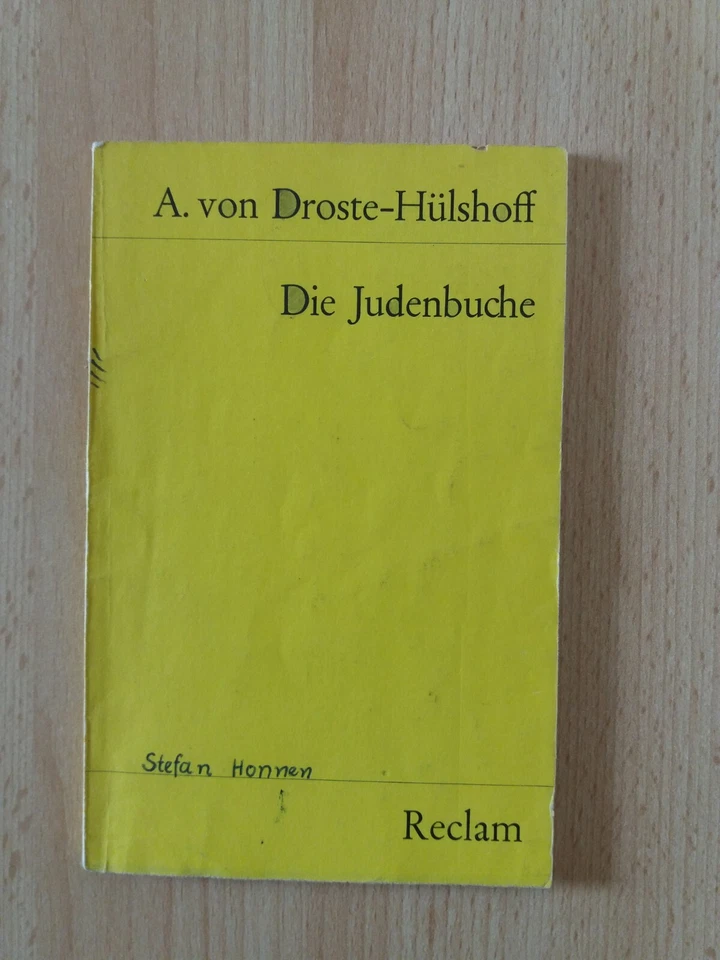 A. von Droste-Hülshoff
Die Judenbuche
Stefan Honnen
Reclam